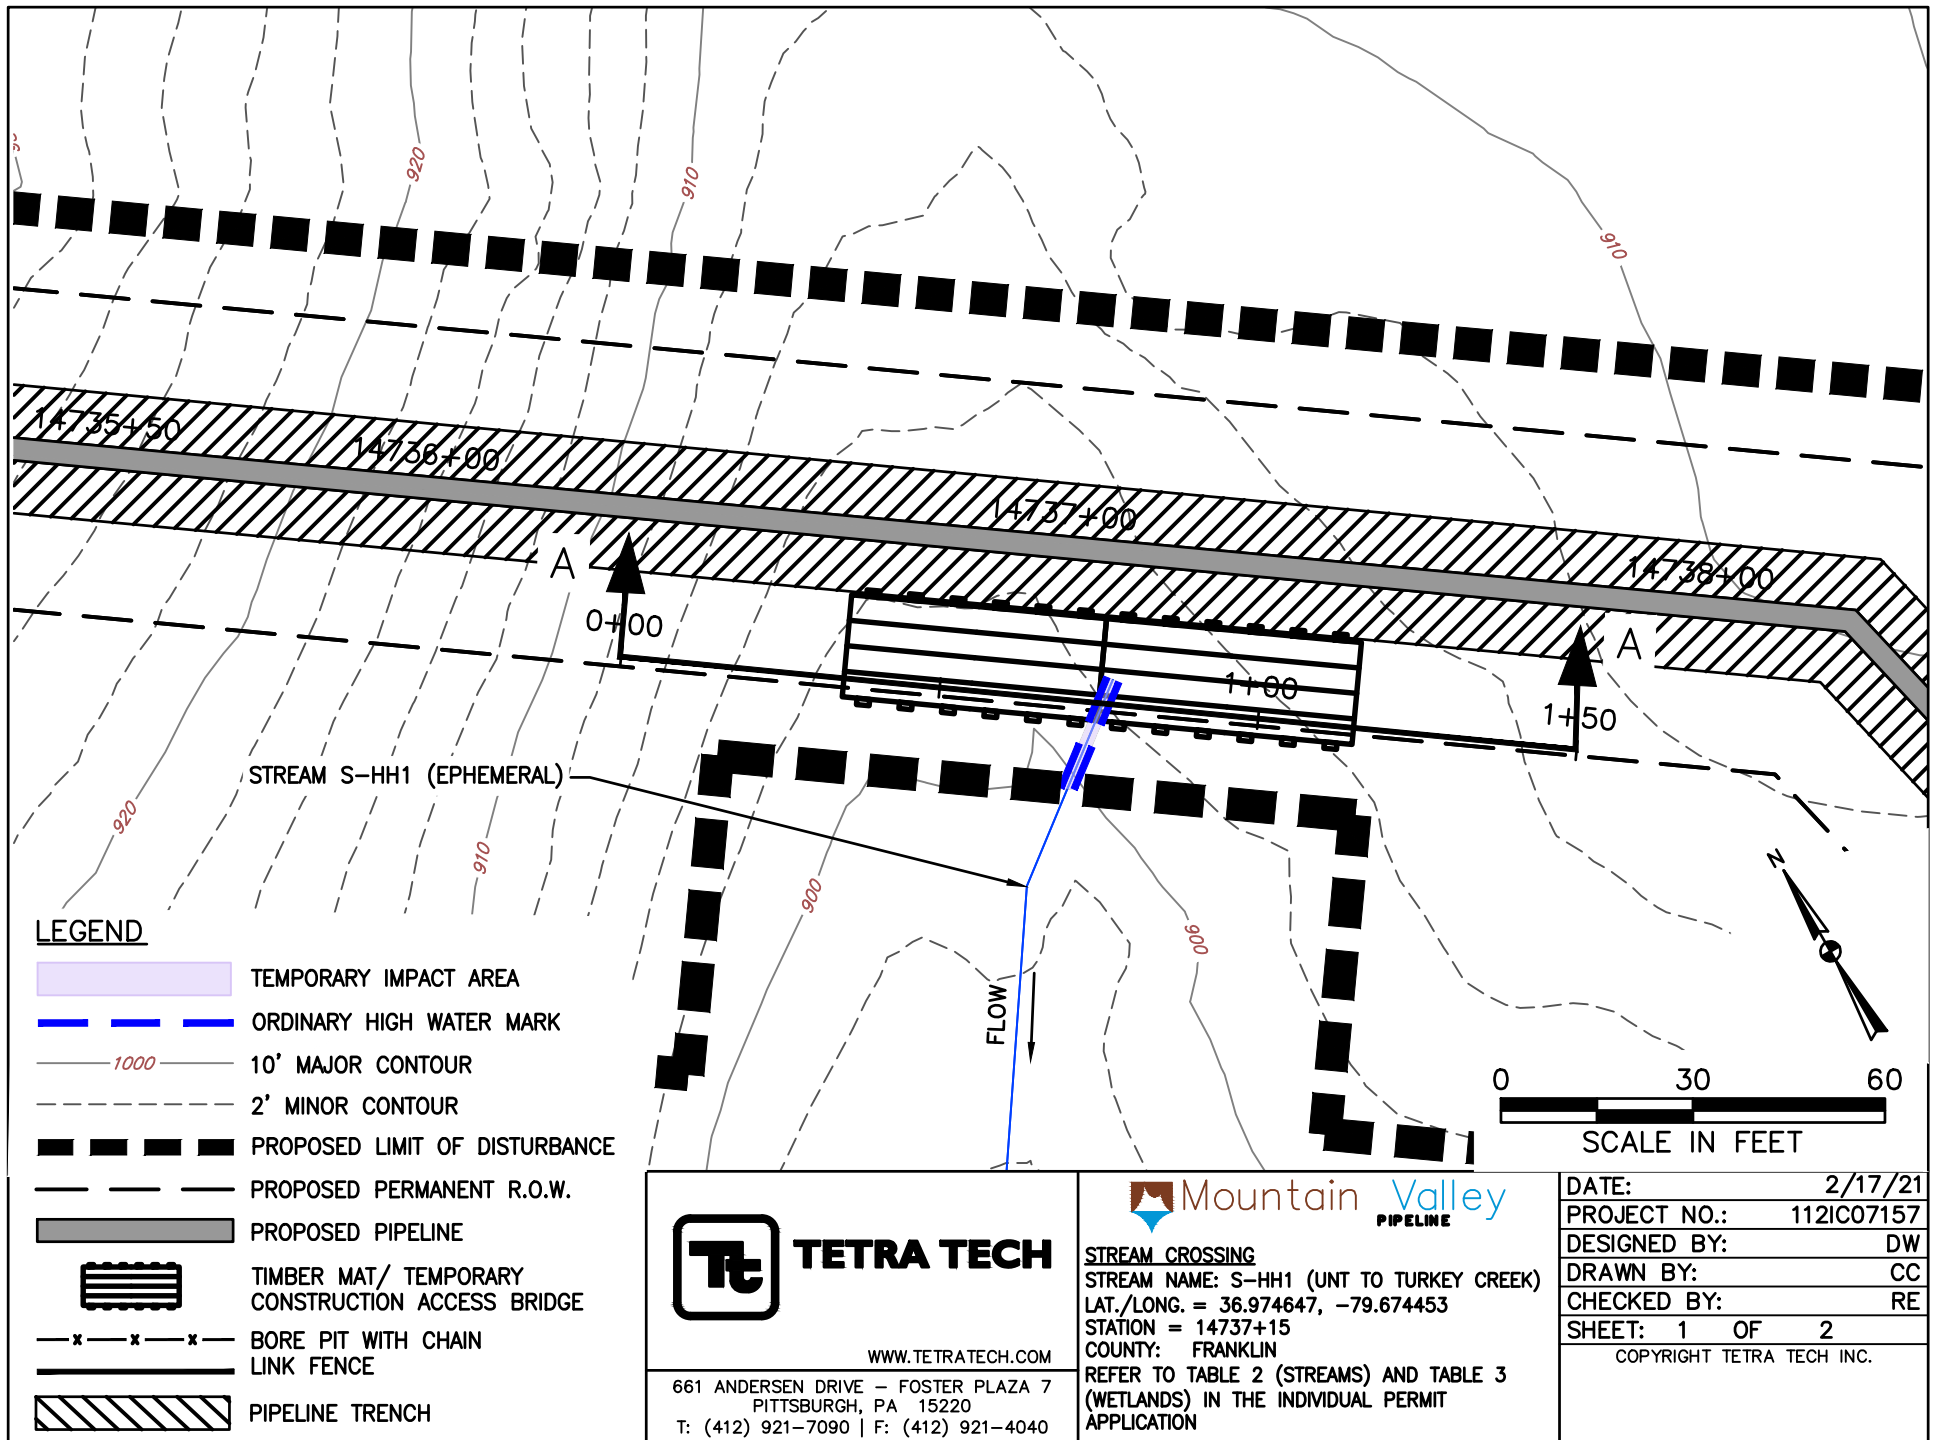 920
910
910
14735+50
14736+00
14737+00
14738+00
A
A
0+00
1+00
1+50
STREAM S-HH1 (EPHEMERAL)
920
910
900
900
FLOW
N
LEGEND
TEMPORARY IMPACT AREA
ORDINARY HIGH WATER MARK
1000
10' MAJOR CONTOUR
2' MINOR CONTOUR
PROPOSED LIMIT OF DISTURBANCE
PROPOSED PERMANENT R.O.W.
PROPOSED PIPELINE
TIMBER MAT/ TEMPORARY
CONSTRUCTION ACCESS BRIDGE
BORE PIT WITH CHAIN
LINK FENCE
PIPELINE TRENCH
0 30 60
SCALE IN FEET
Tt
TETRA TECH
WWW.TETRATECH.COM
661 ANDERSEN DRIVE - FOSTER PLAZA 7
PITTSBURGH, PA 15220
T: (412) 921-7090 | F: (412) 921-4040
Mountain Valley
PIPELINE
STREAM CROSSING
STREAM NAME: S-HH1 (UNT TO TURKEY CREEK)
LAT./LONG. = 36.974647, -79.674453
STATION = 14737+15
COUNTY: FRANKLIN
REFER TO TABLE 2 (STREAMS) AND TABLE 3
(WETLANDS) IN THE INDIVIDUAL PERMIT
APPLICATION
DATE: 2/17/21
PROJECT NO.: 112IC07157
DESIGNED BY: DW
DRAWN BY: CC
CHECKED BY: RE
SHEET: 1 OF 2
COPYRIGHT TETRA TECH INC.